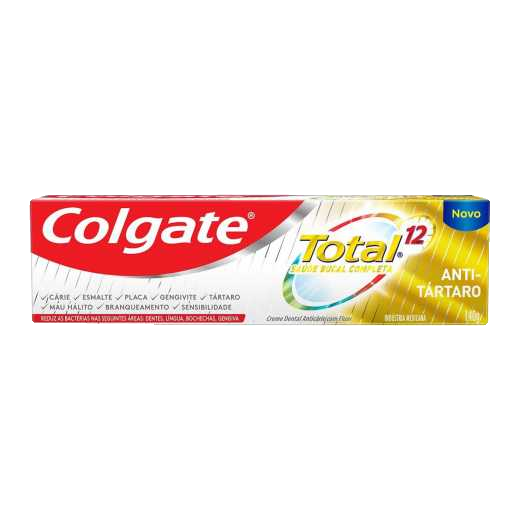 Colgate®
Total® 12
SAÚDE BUCAL COMPLETA
Novo
ANTI-
TÁRTARO
✓CÁRIE ✓ESMALTE ✓PLACA ✓GENGIVITE ✓TÁRTARO
✓MAU HÁLITO ✓BRANQUEAMENTO ✓SENSIBILIDADE
REDUZ AS BACTÉRIAS NAS SEGUINTES ÁREAS: DENTES, LÍNGUA, BOCHECHAS, GENGIVA
Creme Dental Anticárie com Flúor
INDÚSTRIA MEXICANA
140g